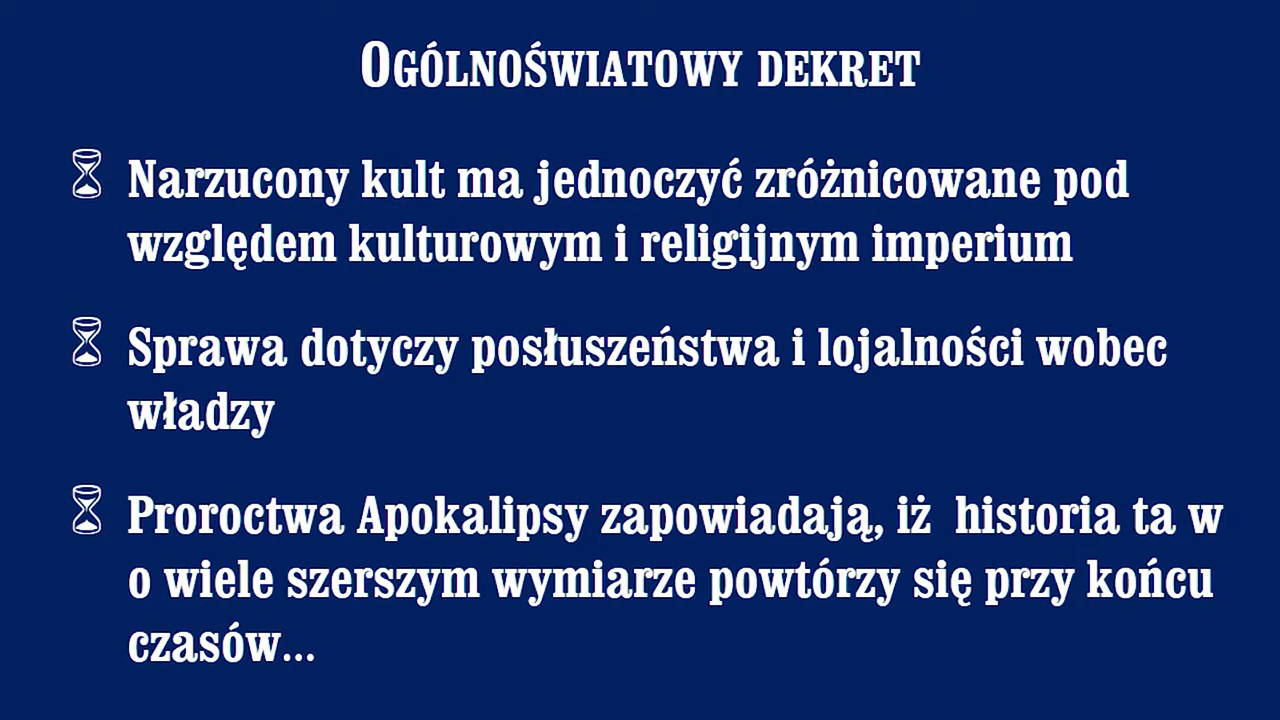 Ogólnoświatowy dekret
Narzucony kult ma jednoczyć zróżnicowane pod
względem kulturowym i religijnym imperium
Sprawa dotyczy posłuszeństwa i lojalności wobec
władzy
Proroctwa Apokalipsy zapowiadają, iż  historia ta w
o wiele szerszym wymiarze powtórzy się przy końcu
czasów...